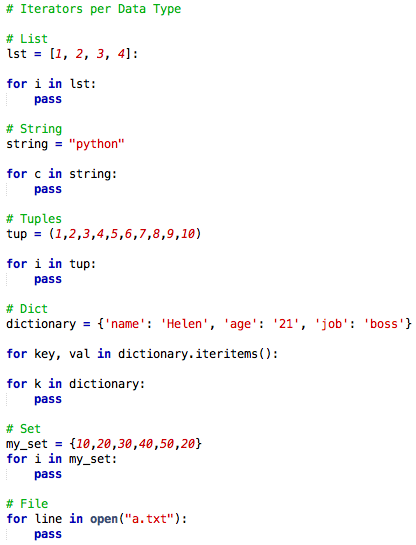 # Iterators per Data Type
# List
lst = [1, 2, 3, 4]:
for i in lst:
    pass
# String
string = "python"
for c in string:
    pass
# Tuples
tup = (1,2,3,4,5,6,7,8,9,10)
for i in tup:
    pass
# Dict
dictionary = {'name': 'Helen', 'age': '21', 'job': 'boss'}
for key, val in dictionary.iteritems():
for k in dictionary:
    pass
# Set
my_set = {10,20,30,40,50,20}
for i in my_set:
    pass
# File
for line in open("a.txt"):
    pass